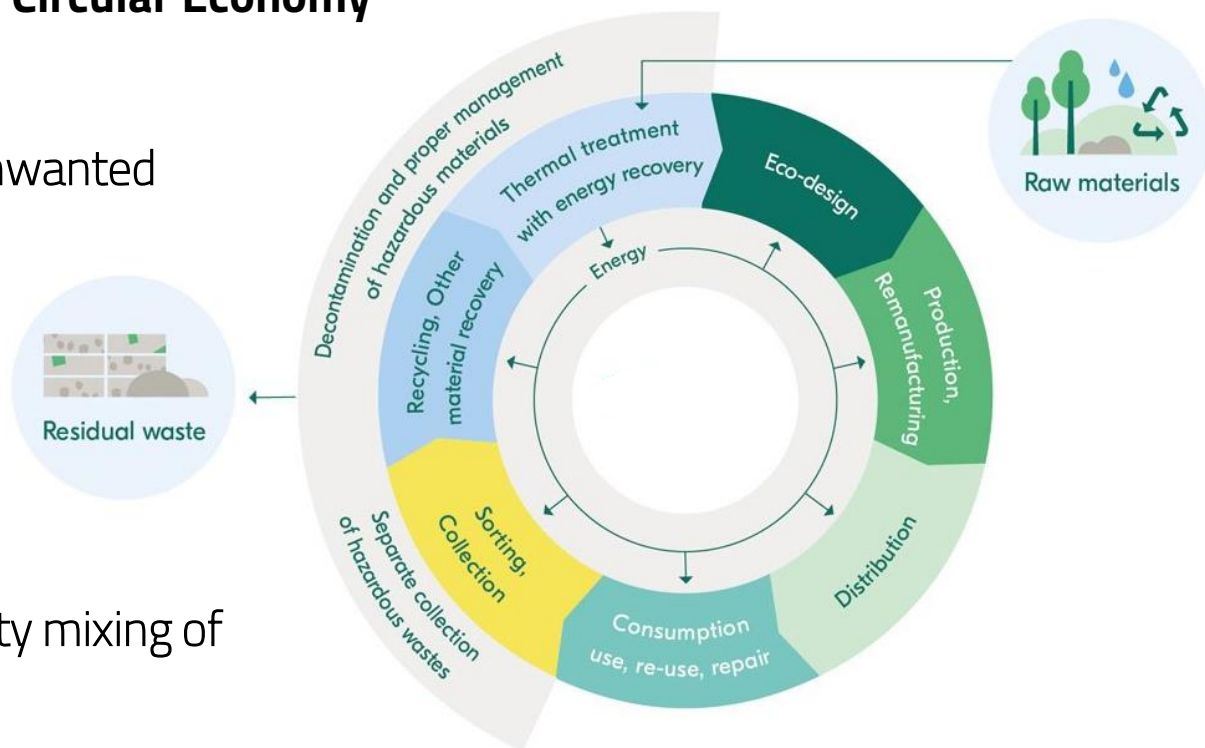 Circular Economy
Decontamination and proper management
of hazardous materials
Thermal treatment
with energy recovery
Eco-design
Raw materials
nwanted
Energy
Recycling, Other
material recovery
Production,
Remanufacturing
Residual waste
Sorting,
Collection
Separate collection
of hazardous wastes
Distribution
ty mixing of
Consumption
use, re-use, repair